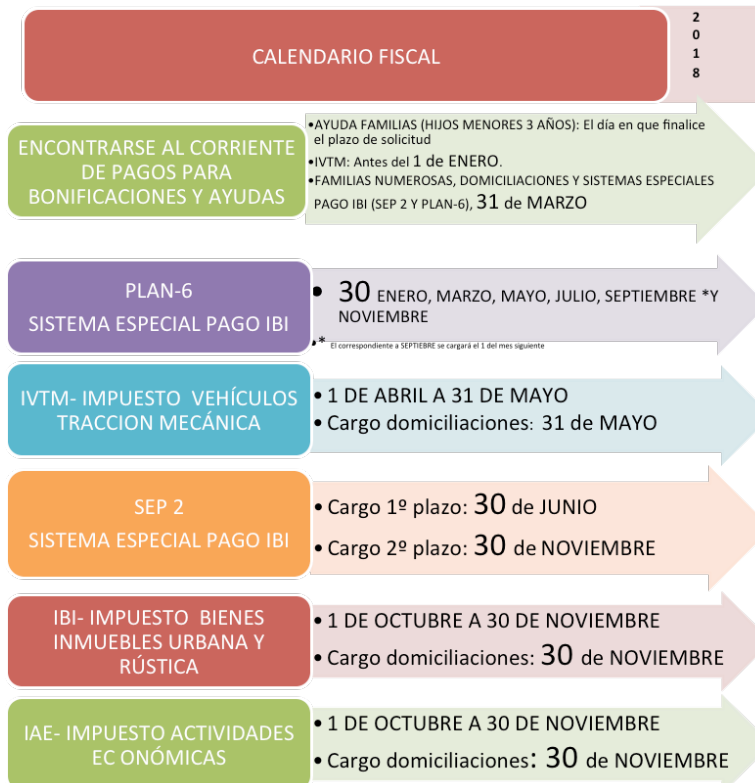 CALENDARIO FISCAL
2
0
1
8
ENCONTRARSE AL CORRIENTE
DE PAGOS PARA
BONIFICACIONES Y AYUDAS
•AYUDA FAMILIAS (HIJOS MENORES 3 AÑOS): El día en que finalice
el plazo de solicitud
•IVTM: Antes del 1 de ENERO.
•FAMILIAS NUMEROSAS, DOMICILIACIONES Y SISTEMAS ESPECIALES
PAGO IBI (SEP 2 Y PLAN-6), 31 de MARZO
PLAN-6
SISTEMA ESPECIAL PAGO IBI
• 30 ENERO, MARZO, MAYO, JULIO, SEPTIEMBRE *Y
NOVIEMBRE
•* El correspondiente a SEPTIEBRE se cargará el 1 del mes siguiente
IVTM- IMPUESTO VEHÍCULOS
TRACCION MECÁNICA
• 1 DE ABRIL A 31 DE MAYO
• Cargo domiciliaciones: 31 de MAYO
SEP 2
SISTEMA ESPECIAL PAGO IBI
• Cargo 1º plazo: 30 de JUNIO
• Cargo 2º plazo: 30 de NOVIEMBRE
IBI- IMPUESTO BIENES
INMUEBLES URBANA Y
RÚSTICA
• 1 DE OCTUBRE A 30 DE NOVIEMBRE
• Cargo domiciliaciones: 30 de NOVIEMBRE
IAE- IMPUESTO ACTIVIDADES
EC ONÓMICAS
• 1 DE OCTUBRE A 30 DE NOVIEMBRE
• Cargo domiciliaciones: 30 de NOVIEMBRE